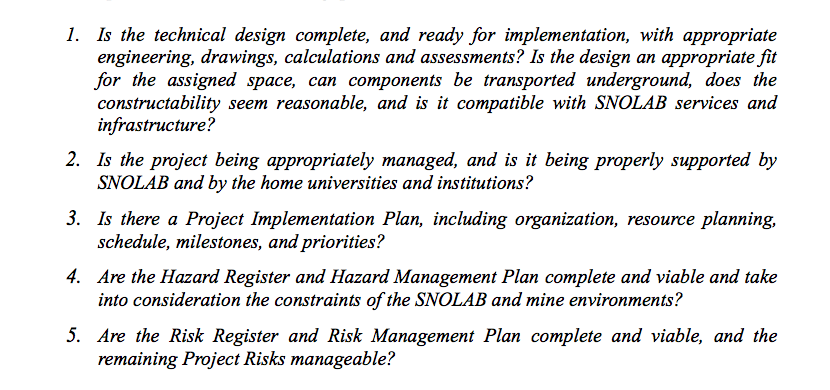 1. Is the technical design complete, and ready for implementation, with appropriate
engineering, drawings, calculations and assessments? Is the design an appropriate fit
for the assigned space, can components be transported underground, does the
constructability seem reasonable, and is it compatible with SNOLAB services and
infrastructure?
2. Is the project being appropriately managed, and is it being properly supported by
SNOLAB and by the home universities and institutions?
3. Is there a Project Implementation Plan, including organization, resource planning,
schedule, milestones, and priorities?
4. Are the Hazard Register and Hazard Management Plan complete and viable and take
into consideration the constraints of the SNOLAB and mine environments?
5. Are the Risk Register and Risk Management Plan complete and viable, and the
remaining Project Risks manageable?